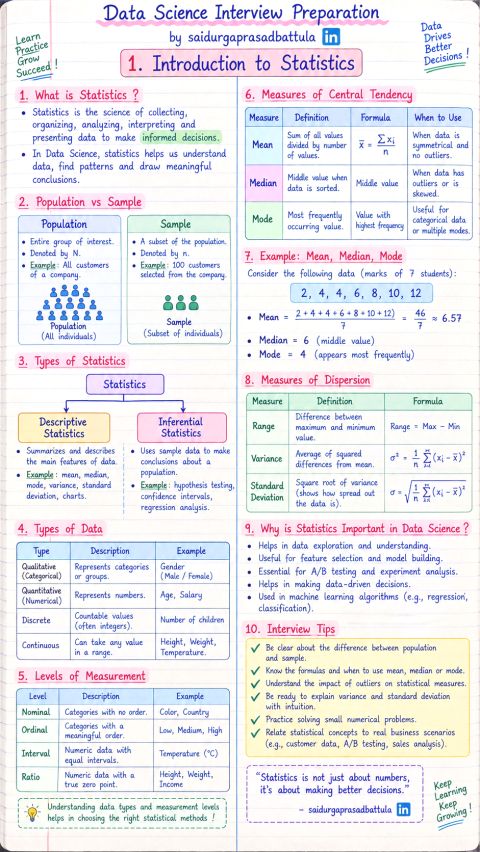 Data Science Interview Preparation
by saidurgaprasadbattula in
Learn
Practice
Grow
Succeed !
Data
Drives
Better
Decisions !
1. Introduction to Statistics
1. What is Statistics ?
• Statistics is the science of collecting,
organizing, analyzing, interpreting and
presenting data to make informed decisions.
• In Data Science, statistics helps us understand
data, find patterns and draw meaningful
conclusions.
2. Population vs Sample
Population
• Entire group of interest.
• Denoted by N.
• Example : All customers
of a company.
Population
(All individuals)
Sample
• A subset of the population.
• Denoted by n.
• Example : 100 customers
selected from the company.
Sample
(Subset of individuals)
3. Types of Statistics
Statistics
Descriptive
Statistics
• Summarizes and describes
the main features of data.
• Example : mean, median,
mode, variance, standard
deviation, charts.
Inferential
Statistics
• Uses sample data to make
conclusions about a
population.
• Example : hypothesis testing,
confidence intervals,
regression analysis.
4. Types of Data
Type Description Example
Qualitative
(Categorical)
Represents categories
or groups.
Gender
(Male / Female)
Quantitative
(Numerical)
Represents numbers.
Age, Salary
Discrete
Countable values
(often integers).
Number of children
Continuous
Can take any value
in a range.
Height, Weight,
Temperature.
5. Levels of Measurement
Level Description Example
Nominal Categories with no order. Color, Country
Ordinal
Categories with a
meaningful order.
Low, Medium, High
Interval
Numeric data with
equal intervals.
Temperature (°C)
Ratio
Numeric data with a
true zero point.
Height, Weight,
Income
Understanding data types and measurement levels
helps in choosing the right statistical methods !
6. Measures of Central Tendency
Measure Definition Formula When to Use
Mean
Sum of all values
divided by number
of values.
x̄ = Σxi / n
When data is
symmetrical and
no outliers.
Median
Middle value when
data is sorted.
Middle value
When data has
outliers or is
skewed.
Mode
Most frequently
occurring value.
Value with
highest frequency
Useful for
categorical data
or multiple modes.
7. Example: Mean, Median, Mode
Consider the following data (marks of 7 students) :
2, 4, 4, 6, 8, 10, 12
• Mean = (2 + 4 + 4 + 6 + 8 + 10 + 12) / 7 = 46 / 7 ≈ 6.57
• Median = 6 (middle value)
• Mode = 4 (appears most frequently)
8. Measures of Dispersion
Measure Definition Formula
Range
Difference between
maximum and minimum
value.
Range = Max − Min
Variance
Average of squared
differences from mean.
σ² = 1/n Σ (xi − x̄)²
Standard
Deviation
Square root of variance
(shows how spread out
the data is).
σ = √ 1/n Σ (xi − x̄)²
9. Why is Statistics Important in Data Science ?
• Helps in data exploration and understanding.
• Useful for feature selection and model building.
• Essential for A/B testing and experiment analysis.
• Helps in making data-driven decisions.
• Used in machine learning algorithms (e.g., regression,
classification).
10. Interview Tips
✓ Be clear about the difference between population
and sample.
✓ Know the formulas and when to use mean, median or mode.
✓ Understand the impact of outliers on statistical measures.
✓ Be ready to explain variance and standard deviation
with intuition.
✓ Practice solving small numerical problems.
✓ Relate statistical concepts to real business scenarios
(e.g., customer data, A/B testing, sales analysis).
“Statistics is not just about numbers,
it’s about making better decisions.”
– saidurgaprasadbattula in
Keep
Learning
Keep
Growing !